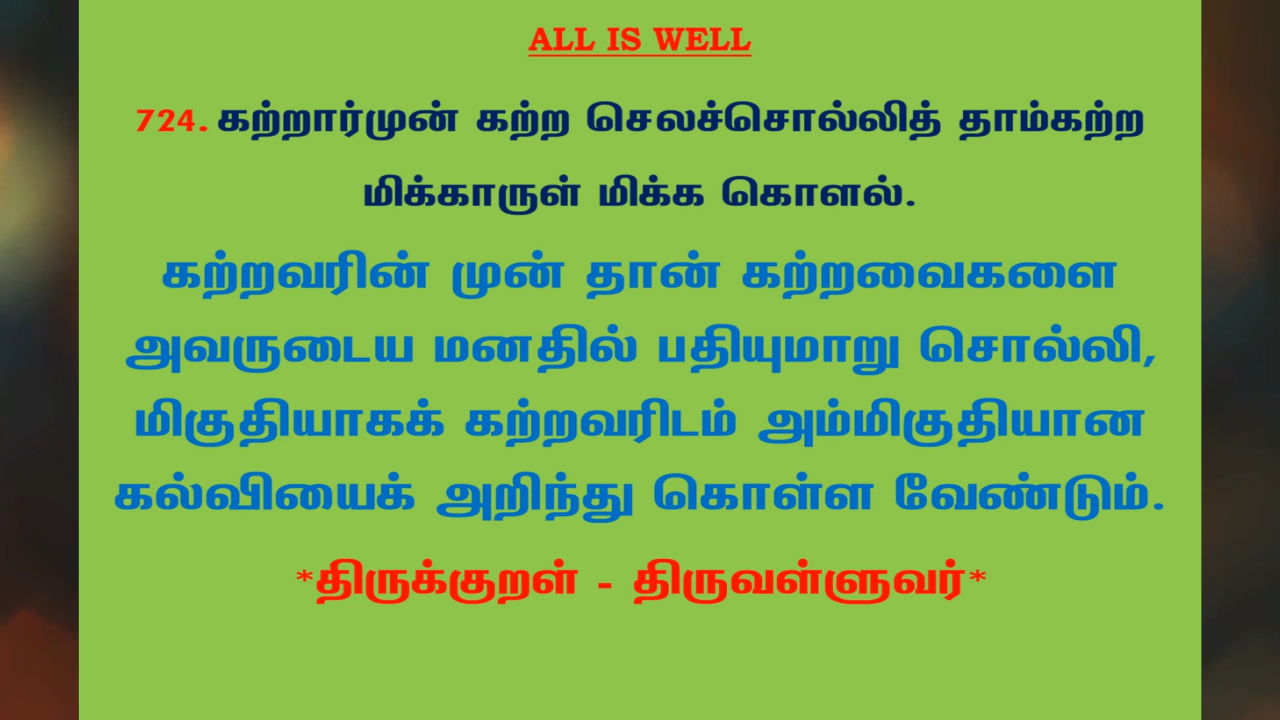 ALL IS WELL
724. கற்றார்முன் கற்ற செலச்சொல்லித் தாம்கற்ற
மிக்காருள் மிக்க கொளல்.
கற்றவரின் முன் தான் கற்றவைகளை
அவருடைய மனதில் பதியுமாறு சொல்லி,
மிகுதியாகக் கற்றவரிடம் அம்மிகுதியான
கல்வியைக் அறிந்து கொள்ள வேண்டும்.
*திருக்குறள் - திருவள்ளுவர்*